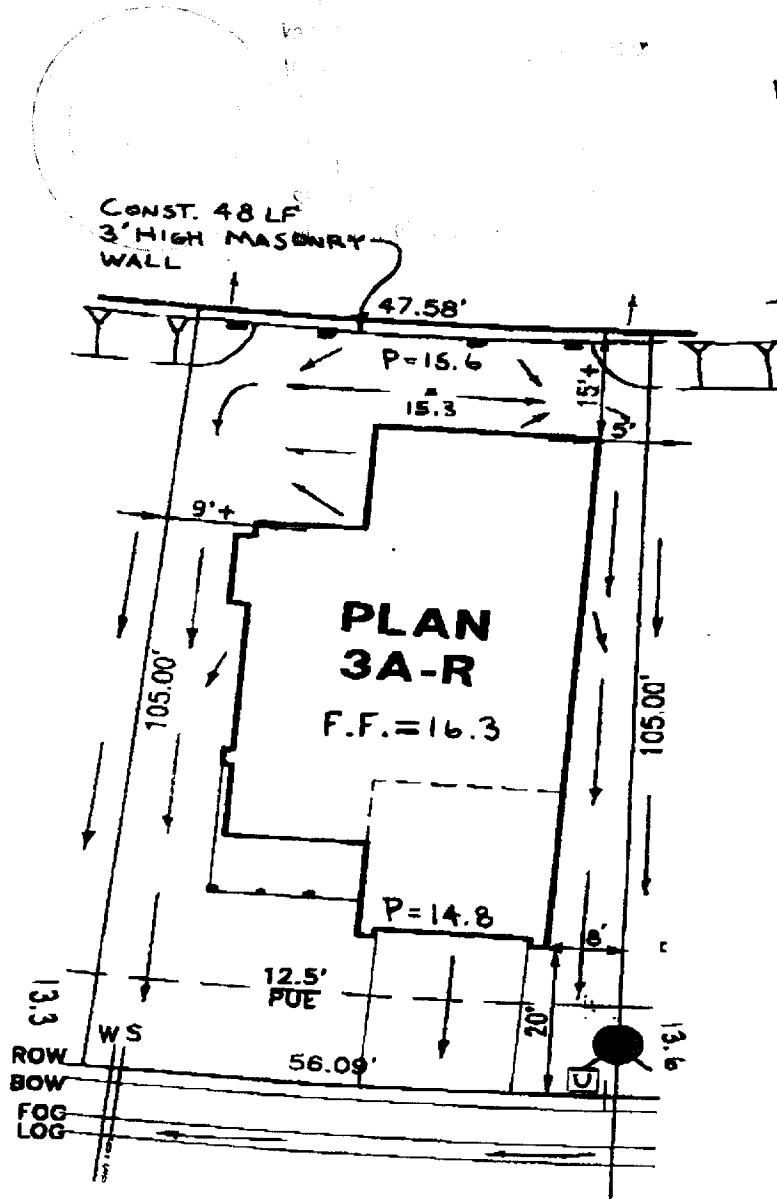 CONST. 48 LF
3' HIGH MASONRY
WALL
47.58'
P=15.6
15.3
15'+
5'
9'+
PLAN
3A-R
F.F.=16.3
105.00'
105.00'
P=14.8
8'
12.5'
PUE
20'
13.3
13.6
W S
ROW
56.09'
U
BOW
FOG
LOG